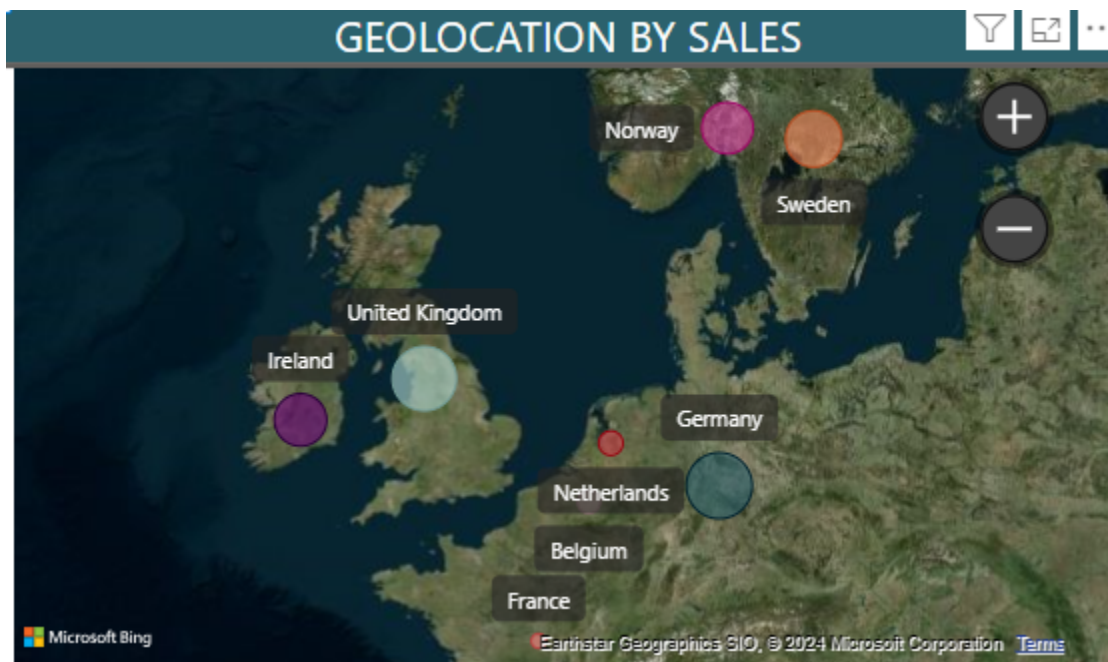 GEOLOCATION BY SALES
Norway
Sweden
United Kingdom
Ireland
Germany
Netherlands
Belgium
France
Microsoft Bing
Earthstar Geographics SIO, © 2024 Microsoft Corporation Terms